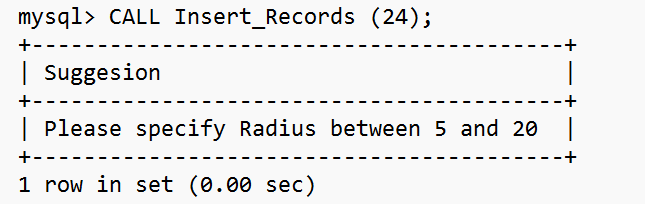 mysql> CALL Insert_Records (24);
+-----------------------------------------+
| Suggesion                               |
+-----------------------------------------+
| Please specify Radius between 5 and 20  |
+-----------------------------------------+
1 row in set (0.00 sec)